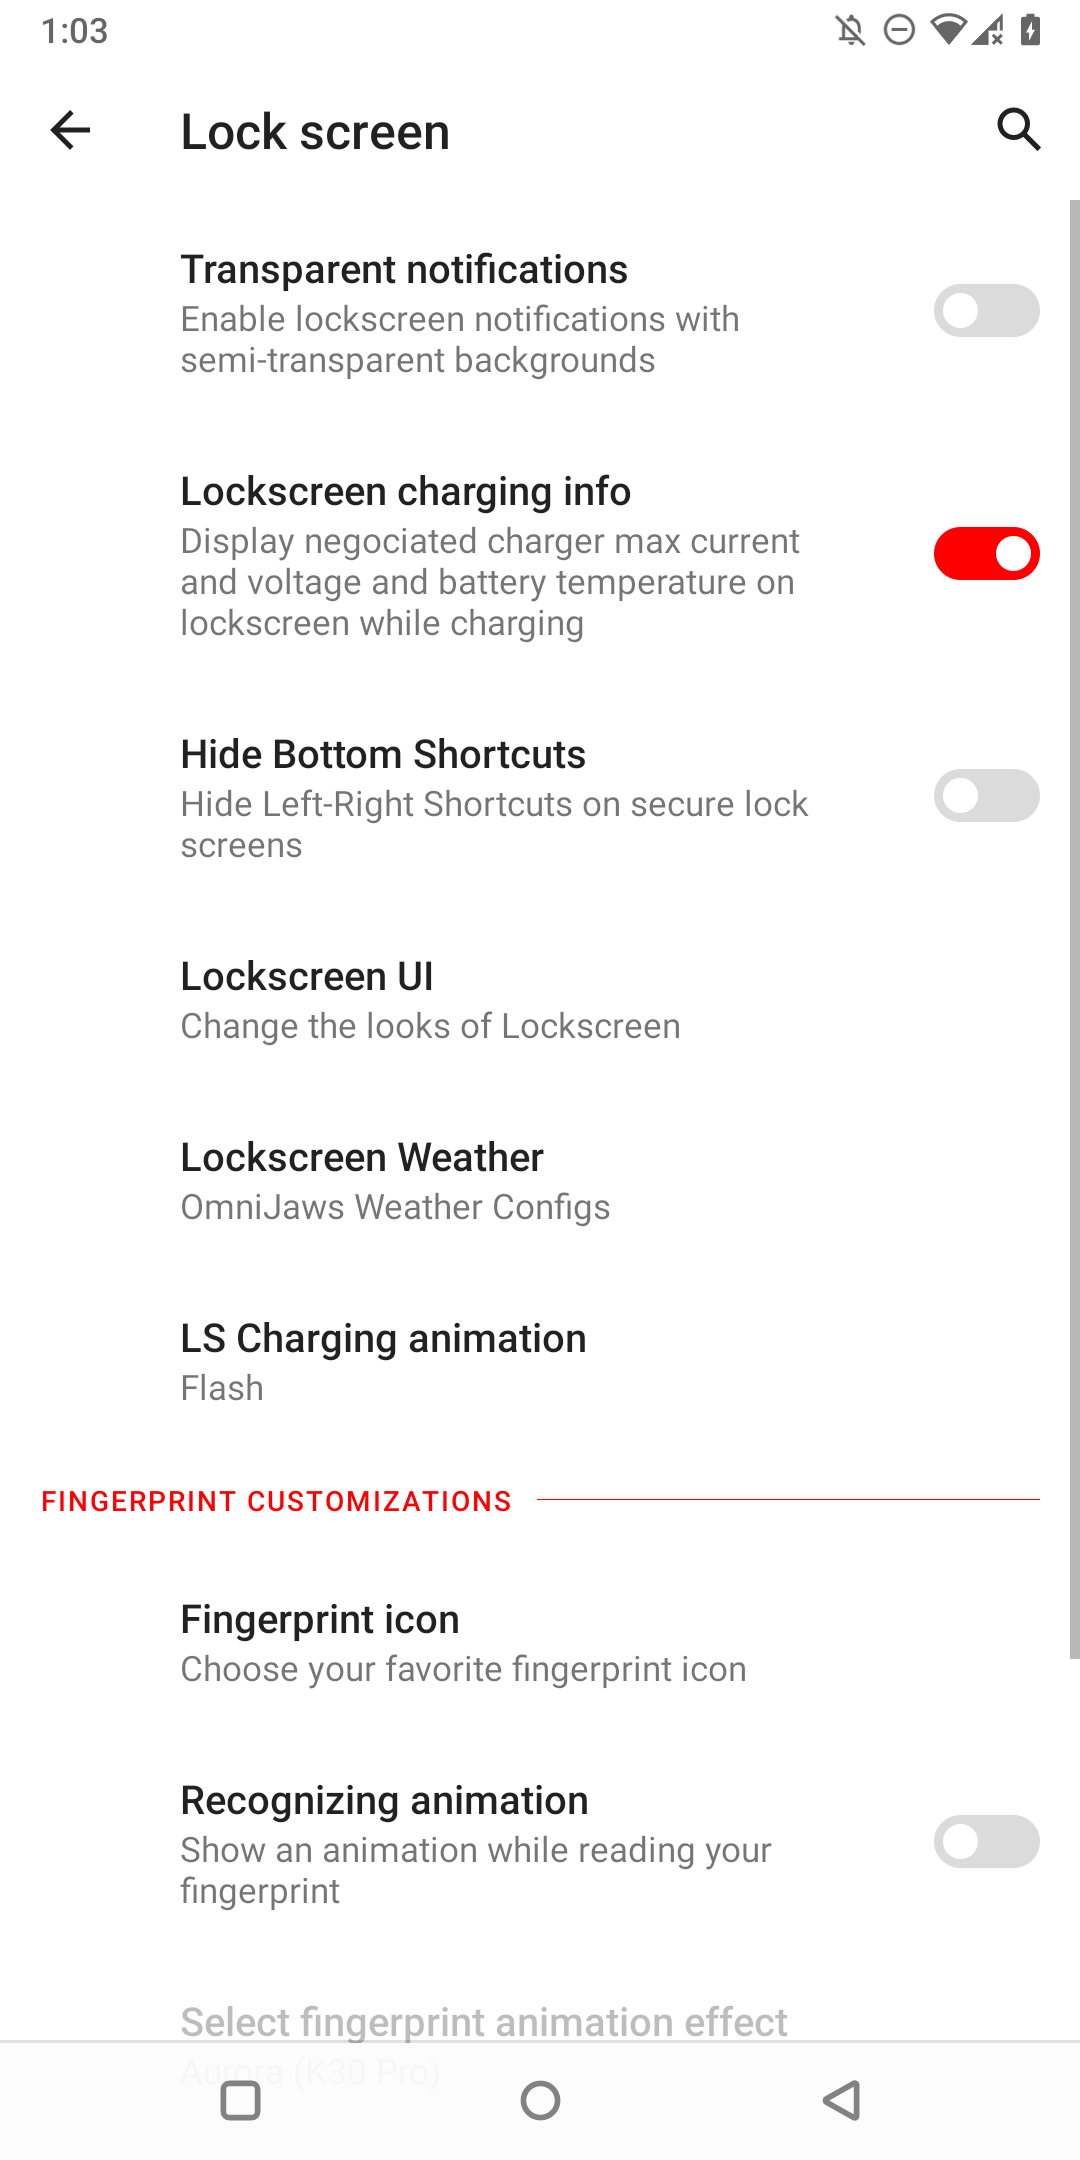 1:03
Lock screen
Transparent notifications
Enable lockscreen notifications with
semi-transparent backgrounds
Lockscreen charging info
Display negociated charger max current
and voltage and battery temperature on
lockscreen while charging
Hide Bottom Shortcuts
Hide Left-Right Shortcuts on secure lock
screens
Lockscreen UI
Change the looks of Lockscreen
Lockscreen Weather
OmniJaws Weather Configs
LS Charging animation
Flash
FINGERPRINT CUSTOMIZATIONS
Fingerprint icon
Choose your favorite fingerprint icon
Recognizing animation
Show an animation while reading your
fingerprint
Select fingerprint animation effect
Aurora (K30 Pro)